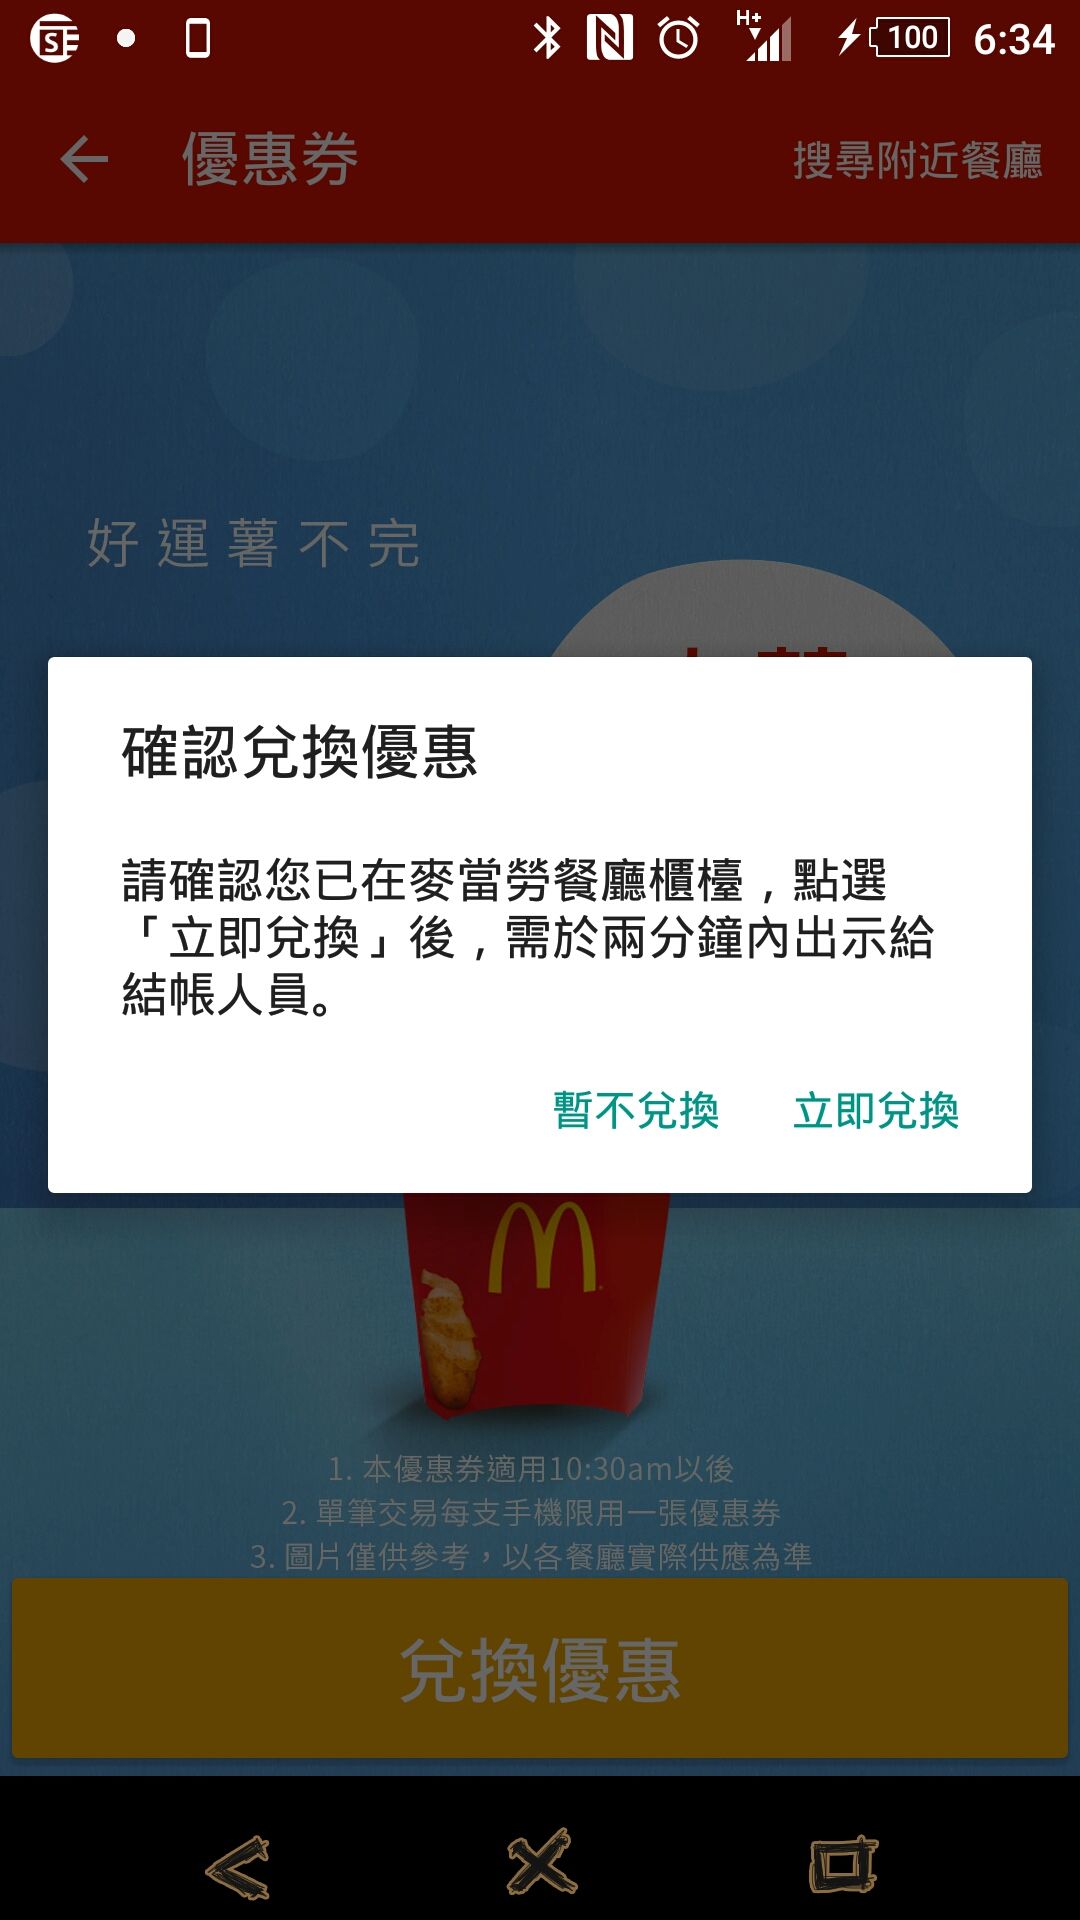 H+
100
6:34
優惠券
搜尋附近餐廳
好運薯不完
確認兌換優惠
請確認您已在麥當勞餐廳櫃檯，點選
「立即兌換」後，需於兩分鐘內出示給
結帳人員。
暫不兌換
立即兌換
1. 本優惠券適用10:30am以後
2. 單筆交易每支手機限用一張優惠券
3. 圖片僅供參考，以各餐廳實際供應為準
兌換優惠